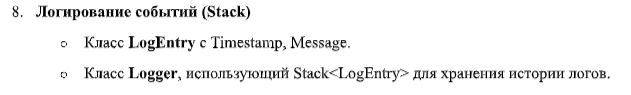 8. Логирование событий (Stack)
o Класс LogEntry с Timestamp, Message.
o Класс Logger, использующий Stack<LogEntry> для хранения истории логов.